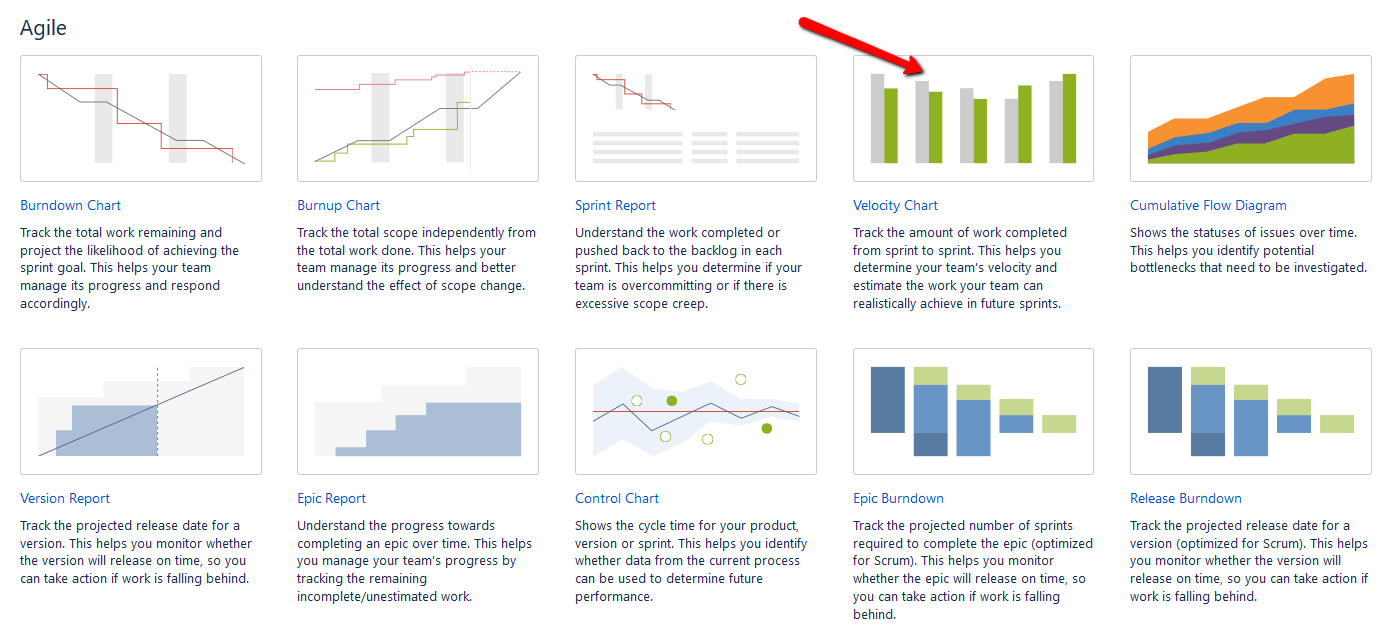 Agile
Burndown Chart
Track the total work remaining and
project the likelihood of achieving the
sprint goal. This helps your team
manage its progress and respond
accordingly.
Burnup Chart
Track the total scope independently from
the total work done. This helps your
team manage its progress and better
understand the effect of scope change.
Sprint Report
Understand the work completed or
pushed back to the backlog in each
sprint. This helps you determine if your
team is overcommitting or if there is
excessive scope creep.
Velocity Chart
Track the amount of work completed
from sprint to sprint. This helps you
determine your team's velocity and
estimate the work your team can
realistically achieve in future sprints.
Cumulative Flow Diagram
Shows the statuses of issues over time.
This helps you identify potential
bottlenecks that need to be investigated.
Version Report
Track the projected release date for a
version. This helps you monitor whether
the version will release on time, so you
can take action if work is falling behind.
Epic Report
Understand the progress towards
completing an epic over time. This helps
you manage your team's progress by
tracking the remaining
incomplete/unestimated work.
Control Chart
Shows the cycle time for your product,
version or sprint. This helps you identify
whether data from the current process
can be used to determine future
performance.
Epic Burndown
Track the projected number of sprints
required to complete the epic (optimized
for Scrum). This helps you monitor
whether the epic will release on time, so
you can take action if work is falling
behind.
Release Burndown
Track the projected release date for a
version (optimized for Scrum). This helps
you monitor whether the version will
release on time, so you can take action if
work is falling behind.